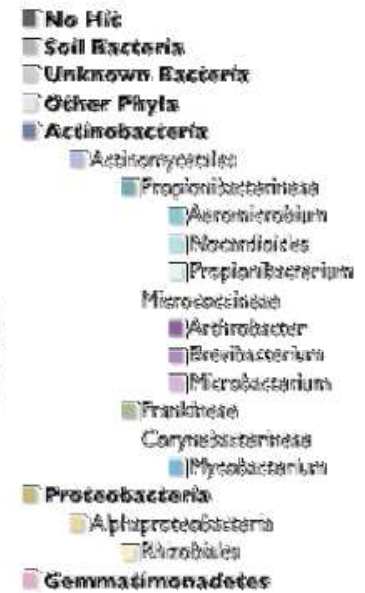 No Hit
Soil Bacteria
Unknown Bacteria
Other Phyla
Actinobacteria
Actinomycetales
Propionibacterineae
Aeromicrobium
Nocardioides
Propionibacterium
Micrococcineae
Arthrobacter
Brevibacterium
Microbacterium
Frankineae
Corynebacterineae
Mycobacterium
Proteobacteria
Alphaproteobacteria
Rhizobiales
Gemmatimonadetes